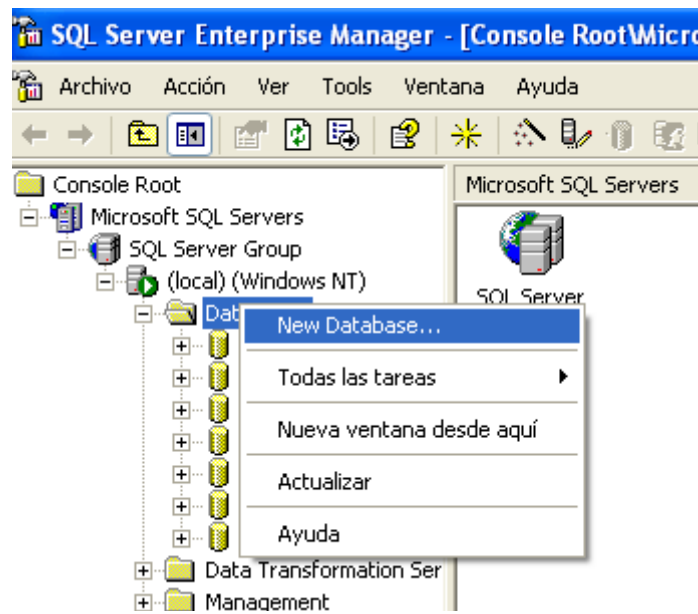 SQL Server Enterprise Manager - [Console Root\Micro
Archivo Acción Ver Tools Ventana Ayuda
Console Root
Microsoft SQL Servers
Microsoft SQL Servers
SQL Server Group
(local) (Windows NT)
SQL Server
Dat
New Database...
Todas las tareas
Nueva ventana desde aquí
Actualizar
Ayuda
Data Transformation Ser
Management